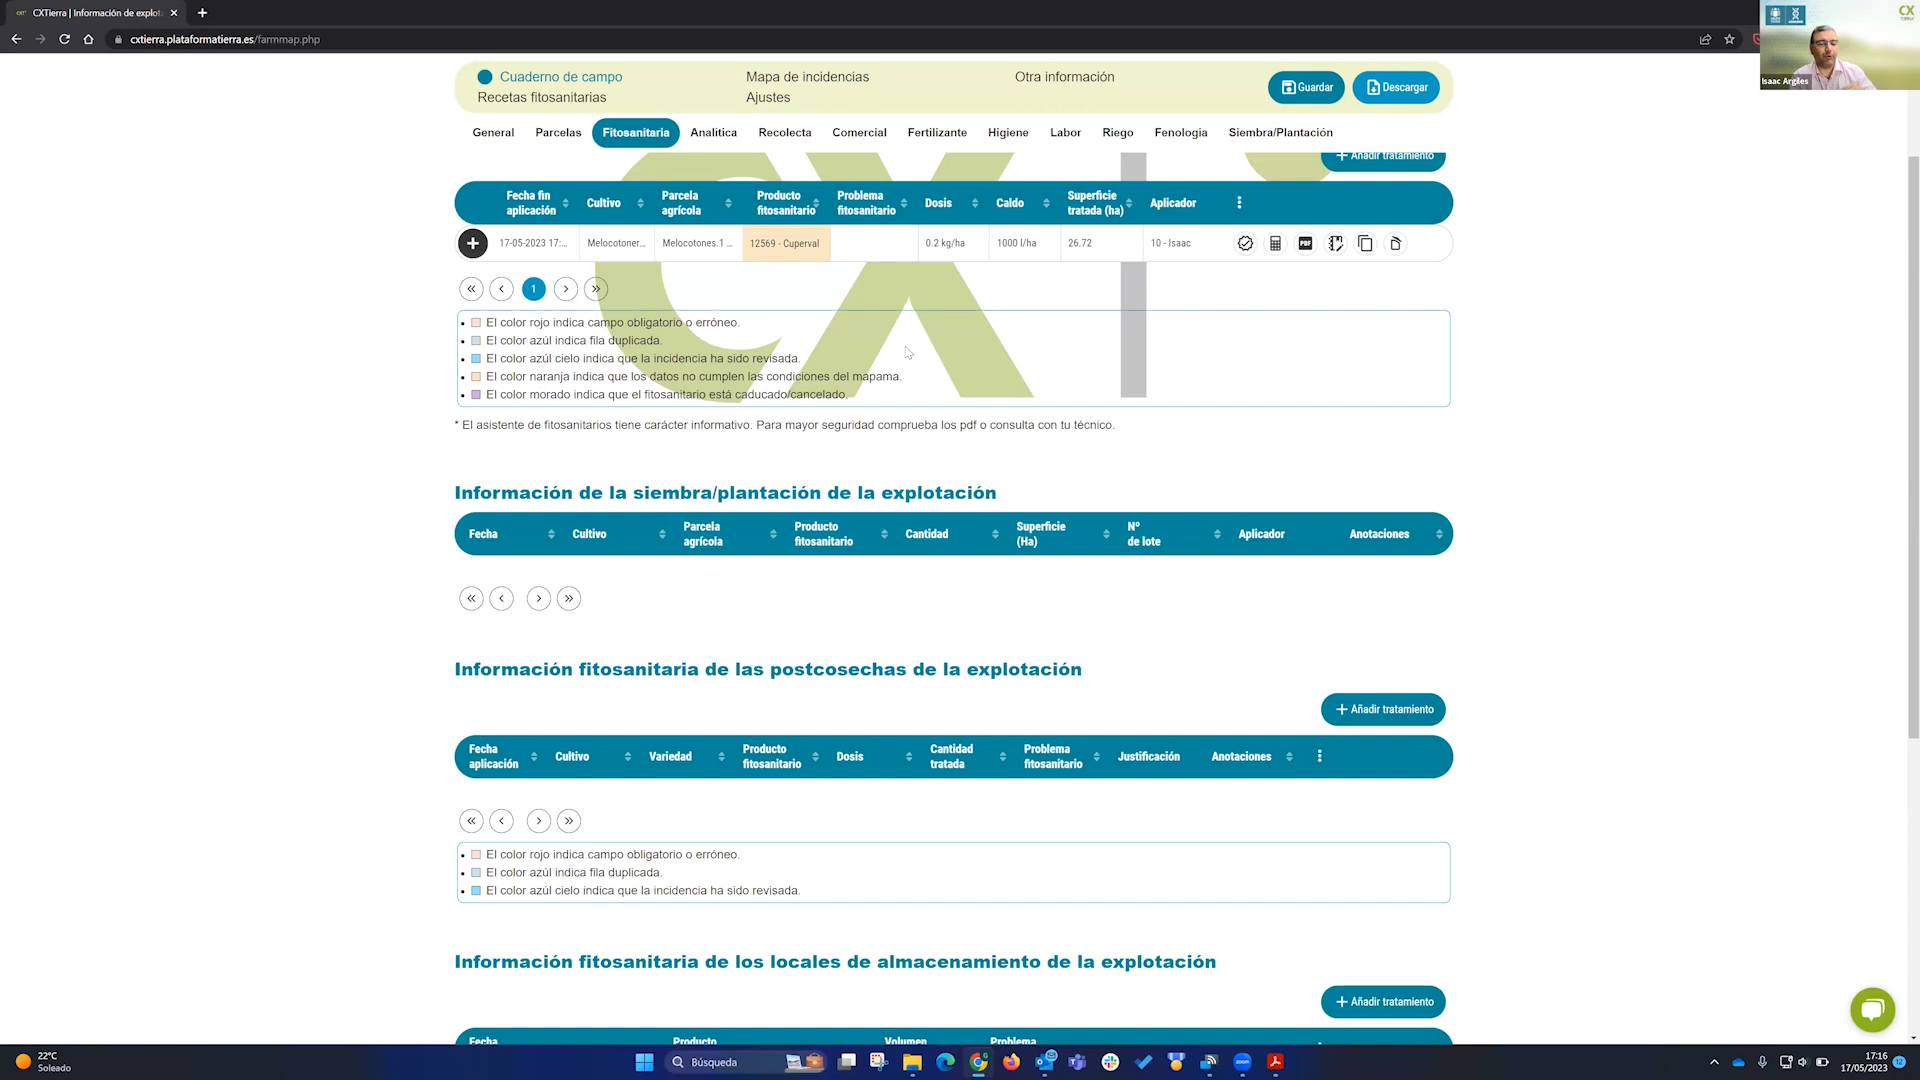 CXTierra | Información de explot
cxtierra.plataformatierra.es/farmmap.php
CX
Isaac Argiles
Cuaderno de campo
Mapa de incidencias
Otra información
Recetas fitosanitarias
Ajustes
Guardar
Descargar
General
Parcelas
Fitosanitaria
Analítica
Recolecta
Comercial
Fertilizante
Higiene
Labor
Riego
Fenología
Siembra/Plantación
+ Añadir tratamiento
Fecha fin aplicación
Cultivo
Parcela agrícola
Producto fitosanitario
Problema fitosanitario
Dosis
Caldo
Superficie tratada (ha)
Aplicador
17-05-2023 17:...
Melocotoner...
Melocotones.1 ...
12569 - Cuperval
0.2 kg/ha
1000 l/ha
26.72
10 - Isaac
PDF
1
El color rojo indica campo obligatorio o erróneo.
El color azúl indica fila duplicada.
El color azúl cielo indica que la incidencia ha sido revisada.
El color naranja indica que los datos no cumplen las condiciones del mapama.
El color morado indica que el fitosanitario está caducado/cancelado.
* El asistente de fitosanitarios tiene carácter informativo. Para mayor seguridad comprueba los pdf o consulta con tu técnico.
Información de la siembra/plantación de la explotación
Fecha
Cultivo
Parcela agrícola
Producto fitosanitario
Cantidad
Superficie (Ha)
Nº de lote
Aplicador
Anotaciones
Información fitosanitaria de las postcosechas de la explotación
+ Añadir tratamiento
Fecha aplicación
Cultivo
Variedad
Producto fitosanitario
Dosis
Cantidad tratada
Problema fitosanitario
Justificación
Anotaciones
El color rojo indica campo obligatorio o erróneo.
El color azúl indica fila duplicada.
El color azúl cielo indica que la incidencia ha sido revisada.
Información fitosanitaria de los locales de almacenamiento de la explotación
+ Añadir tratamiento
Fecha
Producto
Volumen
Problema
22°C
Soleado
Búsqueda
17:16
17/05/2023